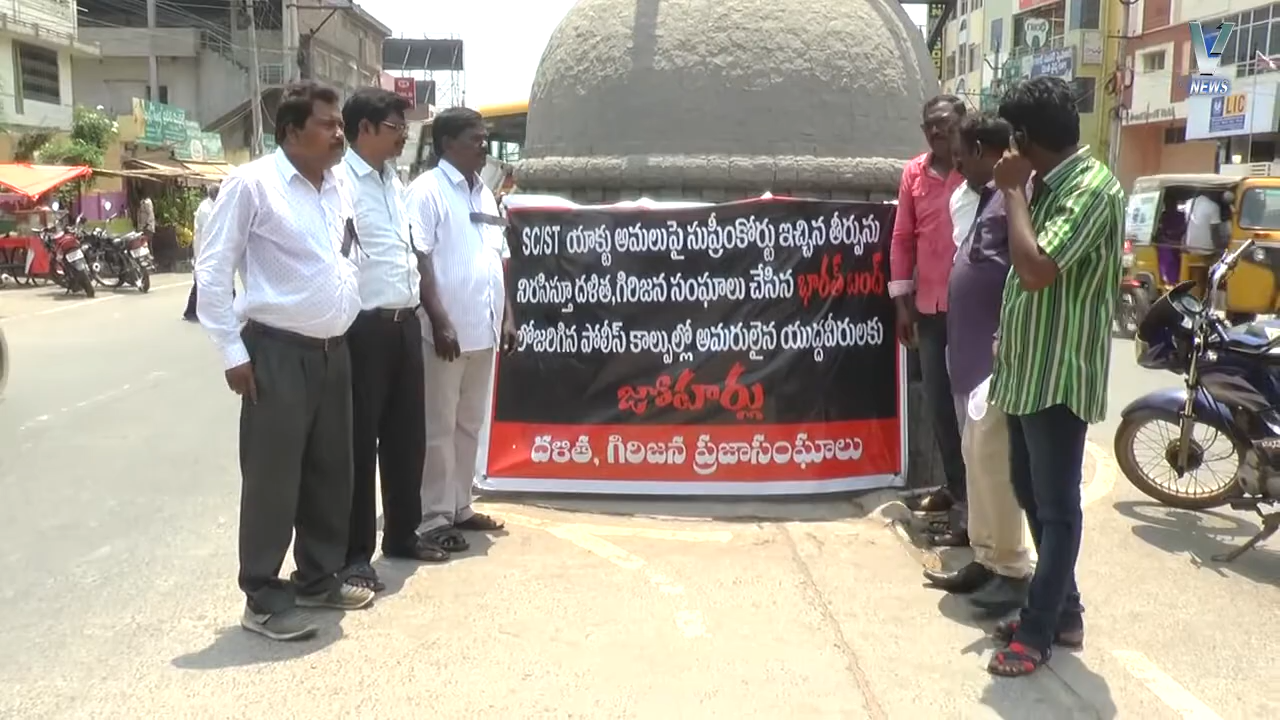 V
NEWS
LIC
SC/ST యాక్టు అమలుపై సుప్రీంకోర్టు ఇచ్చిన తీర్పును
నిరసిస్తూ దళిత,గిరిజన సంఘాలు చేసిన భారత్ బంద్
లోజరిగిన పోలీస్ కాల్పుల్లో అమరులైన యుద్ధవీరులకు
జోహార్లు
దళిత, గిరిజన ప్రజాసంఘాలు